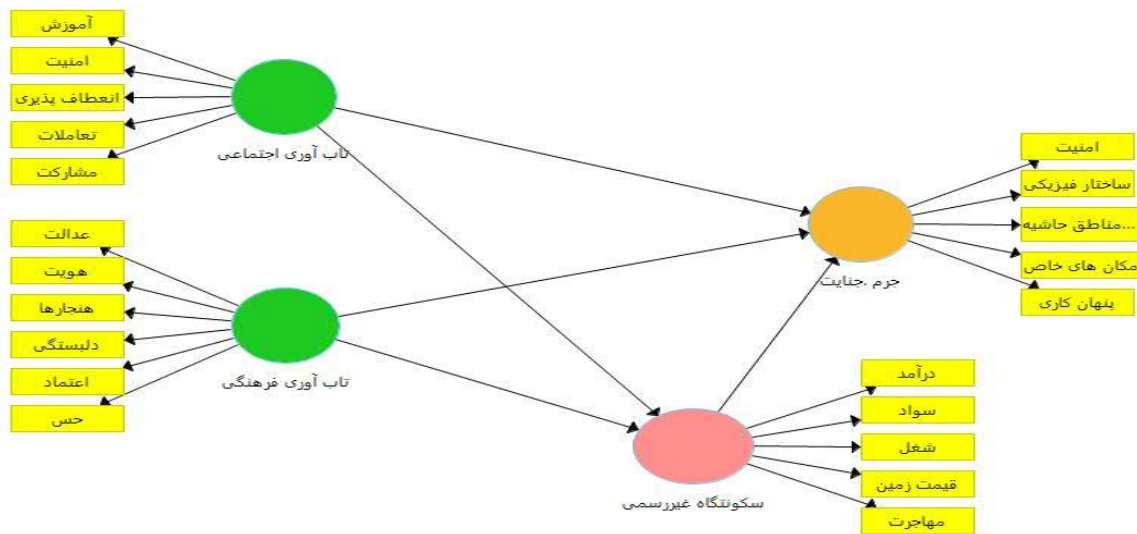 آموزش
امنیت
انعطاف پذیری
تعاملات
مشارکت
تاب آوری اجتماعی
عدالت
هویت
هنجارها
دلبستگی
اعتماد
حس
تاب آوری فرهنگی
امنیت
ساختار فیزیکی
مناطق حاشیه...
مکان های خاص
پنهان کاری
جرم .جنایت
درآمد
سواد
شغل
قیمت زمین
مهاجرت
سکونتگاه غیررسمی